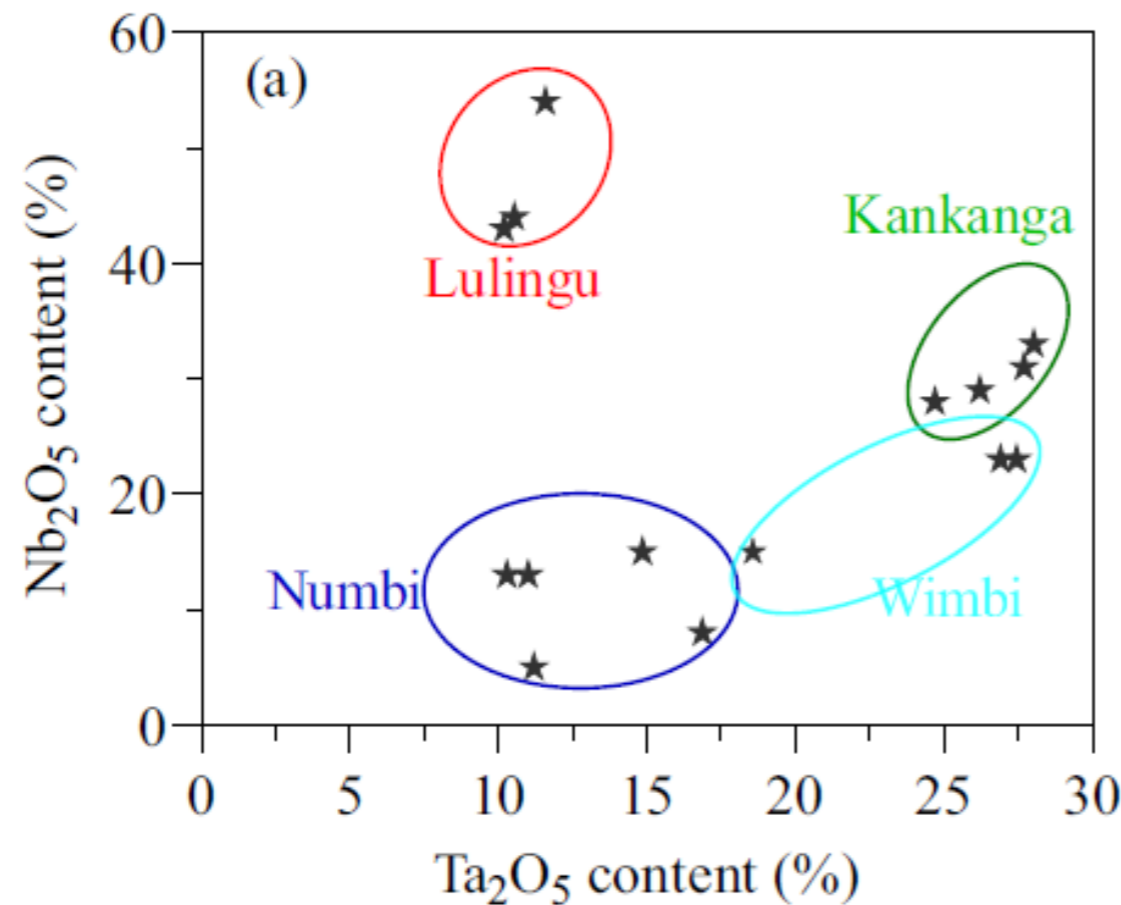 (a)
Nb₂O₅ content (%)
60
40
20
0
Lulingu
Kankanga
Numbi
Wimbi
0 5 10 15 20 25 30
Ta₂O₅ content (%)